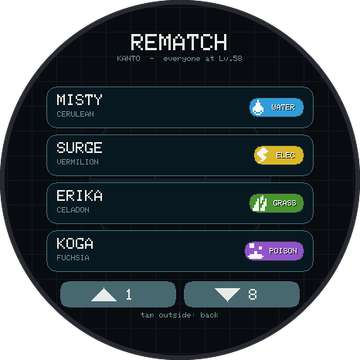 REMATCH
KANTO - everyone at Lv.58
MISTY
CERULEAN
WATER
SURGE
VERMILION
ELEC
ERIKA
CELADON
GRASS
KOGA
FUCHSIA
POISON
1
8
tap outside: back